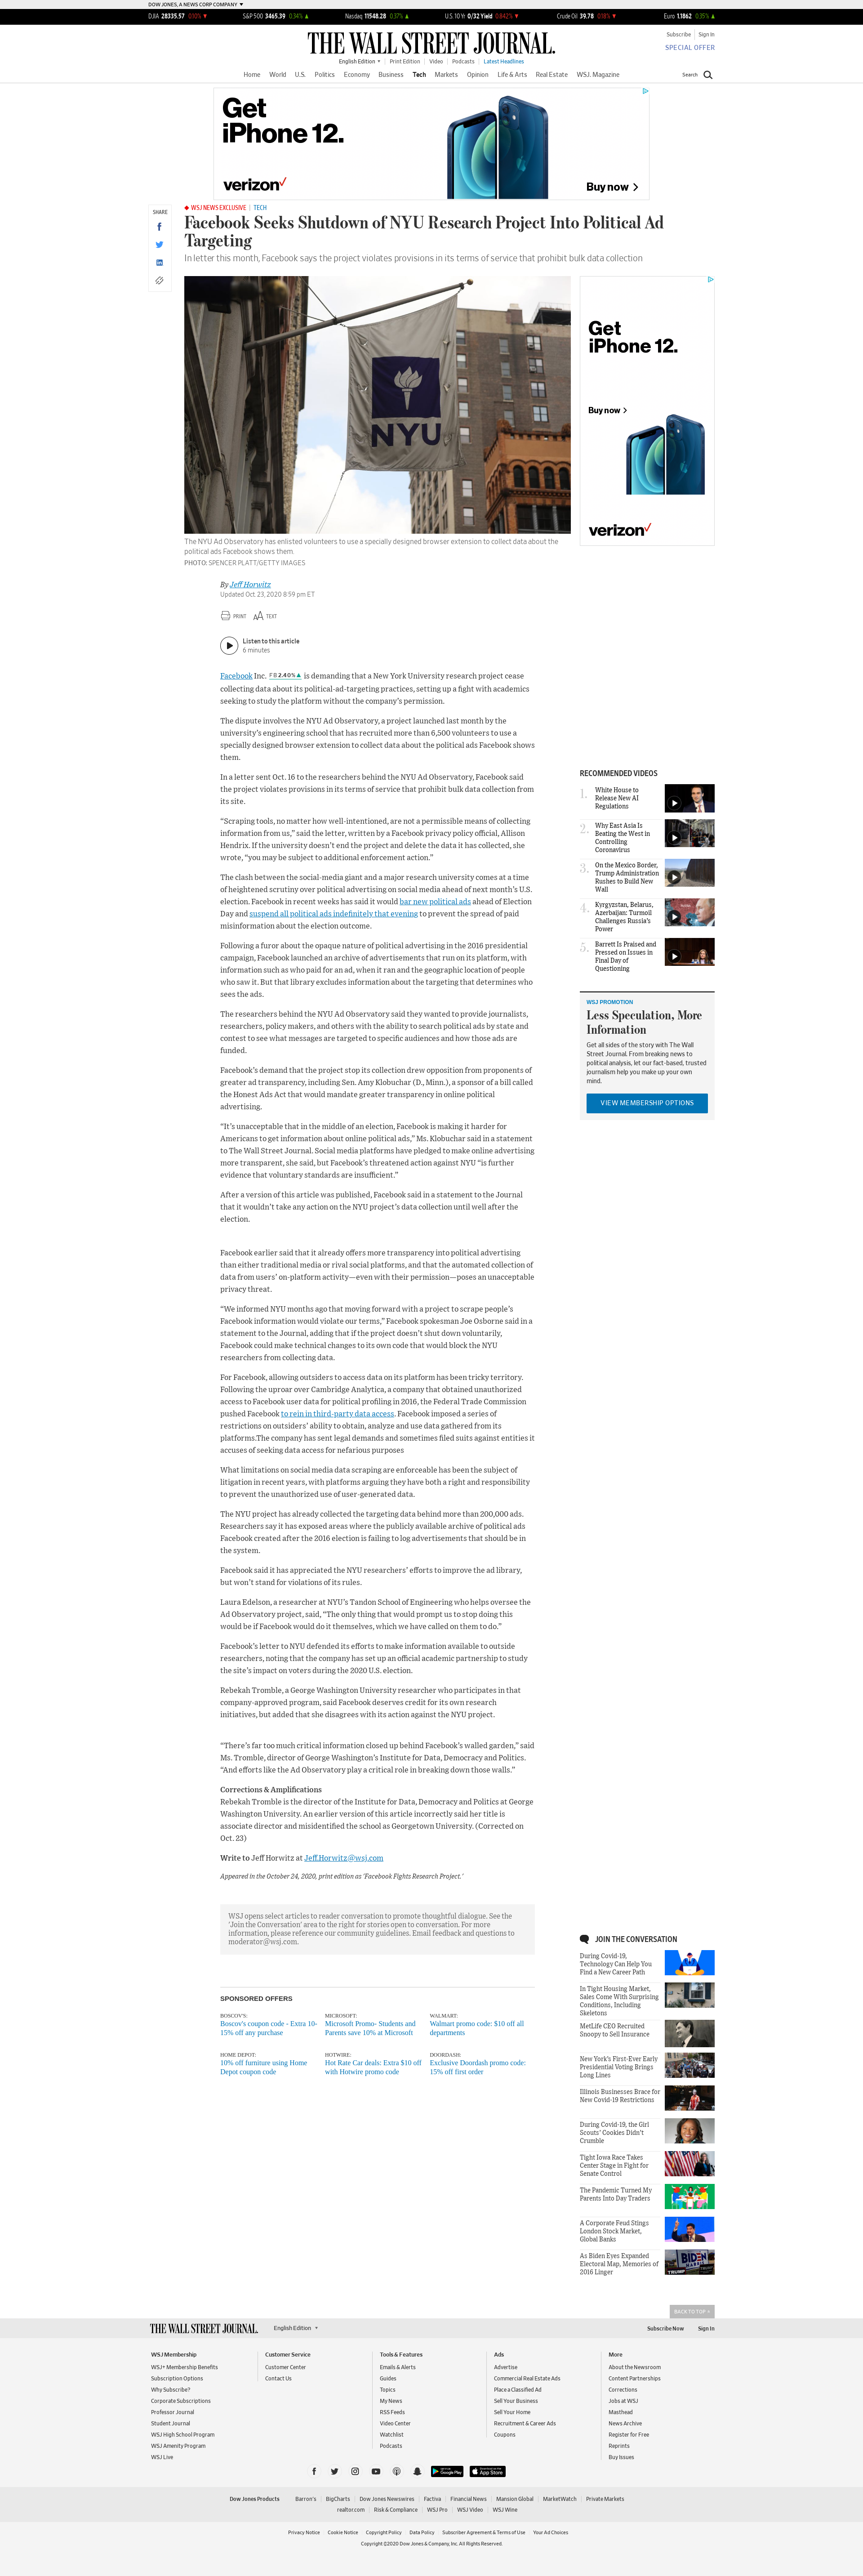 DOW JONES, A NEWS CORP COMPANY ▼
DJIA 28335.57 0.10% ▼ S&P 500 3465.39 0.34% ▲ Nasdaq 11548.28 0.37% ▲ U.S. 10 Yr 0/32 Yield 0.842% ▼ Crude Oil 39.78 0.18% ▼ Euro 1.1862 0.35% ▲
THE WALL STREET JOURNAL.
Subscribe | Sign In
SPECIAL OFFER
English Edition ▼ | Print Edition | Video | Podcasts | Latest Headlines
Home World U.S. Politics Economy Business Tech Markets Opinion Life & Arts Real Estate WSJ. Magazine
Search
Get
iPhone 12.
verizon✓
Buy now >
SHARE
WSJ NEWS EXCLUSIVE | TECH
Facebook Seeks Shutdown of NYU Research Project Into Political Ad
Targeting
In letter this month, Facebook says the project violates provisions in its terms of service that prohibit bulk data collection
NYU
The NYU Ad Observatory has enlisted volunteers to use a specially designed browser extension to collect data about the
political ads Facebook shows them.
PHOTO: SPENCER PLATT/GETTY IMAGES
Get
iPhone 12.
Buy now >
verizon✓
By Jeff Horwitz
Updated Oct. 23, 2020 8:59 pm ET
PRINT AA TEXT
Listen to this article
6 minutes
Facebook Inc. FB 2.40% ▲ is demanding that a New York University research project cease
collecting data about its political-ad-targeting practices, setting up a fight with academics
seeking to study the platform without the company's permission.
The dispute involves the NYU Ad Observatory, a project launched last month by the
university's engineering school that has recruited more than 6,500 volunteers to use a
specially designed browser extension to collect data about the political ads Facebook shows
them.
In a letter sent Oct. 16 to the researchers behind the NYU Ad Observatory, Facebook said
the project violates provisions in its terms of service that prohibit bulk data collection from
its site.
“Scraping tools, no matter how well-intentioned, are not a permissible means of collecting
information from us,” said the letter, written by a Facebook privacy policy official, Allison
Hendrix. If the university doesn't end the project and delete the data it has collected, she
wrote, “you may be subject to additional enforcement action.”
The clash between the social-media giant and a major research university comes at a time
of heightened scrutiny over political advertising on social media ahead of next month's U.S.
election. Facebook in recent weeks has said it would bar new political ads ahead of Election
Day and suspend all political ads indefinitely that evening to prevent the spread of paid
misinformation about the election outcome.
Following a furor about the opaque nature of political advertising in the 2016 presidential
campaign, Facebook launched an archive of advertisements that run on its platform, with
information such as who paid for an ad, when it ran and the geographic location of people
who saw it. But that library excludes information about the targeting that determines who
sees the ads.
The researchers behind the NYU Ad Observatory said they wanted to provide journalists,
researchers, policy makers, and others with the ability to search political ads by state and
contest to see what messages are targeted to specific audiences and how those ads are
funded.
Facebook's demand that the project stop its collection drew opposition from proponents of
greater ad transparency, including Sen. Amy Klobuchar (D., Minn.), a sponsor of a bill called
the Honest Ads Act that would mandate greater transparency in online political
advertising.
“It's unacceptable that in the middle of an election, Facebook is making it harder for
Americans to get information about online political ads,” Ms. Klobuchar said in a statement
to The Wall Street Journal. Social media platforms have pledged to make online advertising
more transparent, she said, but Facebook's threatened action against NYU “is further
evidence that voluntary standards are insufficient.”
After a version of this article was published, Facebook said in a statement to the Journal
that it wouldn't take any action on the NYU project's data collection until well after the
election.
Facebook earlier said that it already offers more transparency into political advertising
than either traditional media or rival social platforms, and that the automated collection of
data from users' on-platform activity—even with their permission—poses an unacceptable
privacy threat.
“We informed NYU months ago that moving forward with a project to scrape people's
Facebook information would violate our terms,” Facebook spokesman Joe Osborne said in a
statement to the Journal, adding that if the project doesn't shut down voluntarily,
Facebook could make technical changes to its own code that would block the NYU
researchers from collecting data.
For Facebook, allowing outsiders to access data on its platform has been tricky territory.
Following the uproar over Cambridge Analytica, a company that obtained unauthorized
access to Facebook user data for political profiling in 2016, the Federal Trade Commission
pushed Facebook to rein in third-party data access. Facebook imposed a series of
restrictions on outsiders' ability to obtain, analyze and use data gathered from its
platforms.The company has sent legal demands and sometimes filed suits against entities it
accuses of seeking data access for nefarious purposes
What limitations on social media data scraping are enforceable has been the subject of
litigation in recent years, with platforms arguing they have both a right and responsibility
to prevent the unauthorized use of user-generated data.
The NYU project has already collected the targeting data behind more than 200,000 ads.
Researchers say it has exposed areas where the publicly available archive of political ads
Facebook created after the 2016 election is failing to log advertisements that should be in
the system.
Facebook said it has appreciated the NYU researchers' efforts to improve the ad library,
but won't stand for violations of its rules.
Laura Edelson, a researcher at NYU's Tandon School of Engineering who helps oversee the
Ad Observatory project, said, “The only thing that would prompt us to stop doing this
would be if Facebook would do it themselves, which we have called on them to do.”
Facebook's letter to NYU defended its efforts to make information available to outside
researchers, noting that the company has set up an official academic partnership to study
the site's impact on voters during the 2020 U.S. election.
Rebekah Tromble, a George Washington University researcher who participates in that
company-approved program, said Facebook deserves credit for its own research
initiatives, but added that she disagrees with its action against the NYU project.
“There's far too much critical information closed up behind Facebook's walled garden,” said
Ms. Tromble, director of George Washington's Institute for Data, Democracy and Politics.
“And efforts like the Ad Observatory play a critical role in breaking down those walls.”
Corrections & Amplifications
Rebekah Tromble is the director of the Institute for Data, Democracy and Politics at George
Washington University. An earlier version of this article incorrectly said her title is
associate director and misidentified the school as Georgetown University. (Corrected on
Oct. 23)
Write to Jeff Horwitz at Jeff.Horwitz@wsj.com
Appeared in the October 24, 2020, print edition as 'Facebook Fights Research Project.'
WSJ opens select articles to reader conversation to promote thoughtful dialogue. See the
'Join the Conversation' area to the right for stories open to conversation. For more
information, please reference our community guidelines. Email feedback and questions to
moderator@wsj.com.
SPONSORED OFFERS
BOSCOV'S:
Boscov's coupon code - Extra 10-
15% off any purchase
MICROSOFT:
Microsoft Promo- Students and
Parents save 10% at Microsoft
WALMART:
Walmart promo code: $10 off all
departments
HOME DEPOT:
10% off furniture using Home
Depot coupon code
HOTWIRE:
Hot Rate Car deals: Extra $10 off
with Hotwire promo code
DOORDASH:
Exclusive Doordash promo code:
15% off first order
RECOMMENDED VIDEOS
1. White House to
Release New AI
Regulations
2. Why East Asia Is
Beating the West in
Controlling
Coronavirus
3. On the Mexico Border,
Trump Administration
Rushes to Build New
Wall
4. Kyrgyzstan, Belarus,
Azerbaijan: Turmoil
Challenges Russia's
Power
5. Barrett Is Praised and
Pressed on Issues in
Final Day of
Questioning
WSJ PROMOTION
Less Speculation, More
Information
Get all sides of the story with The Wall
Street Journal. From breaking news to
political analysis, let our fact-based, trusted
journalism help you make up your own
mind.
VIEW MEMBERSHIP OPTIONS
JOIN THE CONVERSATION
During Covid-19,
Technology Can Help You
Find a New Career Path
In Tight Housing Market,
Sales Come With Surprising
Conditions, Including
Skeletons
MetLife CEO Recruited
Snoopy to Sell Insurance
New York's First-Ever Early
Presidential Voting Brings
Long Lines
Illinois Businesses Brace for
New Covid-19 Restrictions
During Covid-19, the Girl
Scouts' Cookies Didn't
Crumble
Tight Iowa Race Takes
Center Stage in Fight for
Senate Control
The Pandemic Turned My
Parents Into Day Traders
A Corporate Feud Stings
London Stock Market,
Global Banks
As Biden Eyes Expanded
Electoral Map, Memories of
2016 Linger
BIDEN
TRUMP
BACK TO TOP
THE WALL STREET JOURNAL.
English Edition ▼
Subscribe Now Sign In
WSJ Membership
WSJ+ Membership Benefits
Subscription Options
Why Subscribe?
Corporate Subscriptions
Professor Journal
Student Journal
WSJ High School Program
WSJ Amenity Program
WSJ Live
Customer Service
Customer Center
Contact Us
Tools & Features
Emails & Alerts
Guides
Topics
My News
RSS Feeds
Video Center
Watchlist
Podcasts
Ads
Advertise
Commercial Real Estate Ads
Place a Classified Ad
Sell Your Business
Sell Your Home
Recruitment & Career Ads
Coupons
More
About the Newsroom
Content Partnerships
Corrections
Jobs at WSJ
Masthead
News Archive
Register for Free
Reprints
Buy Issues
Google Play
App Store
Dow Jones Products
Barron's | BigCharts | Dow Jones Newswires | Factiva | Financial News | Mansion Global | MarketWatch | Private Markets
realtor.com | Risk & Compliance | WSJ Pro | WSJ Video | WSJ Wine
Privacy Notice Cookie Notice Copyright Policy Data Policy Subscriber Agreement & Terms of Use Your Ad Choices
Copyright ©2020 Dow Jones & Company, Inc. All Rights Reserved.